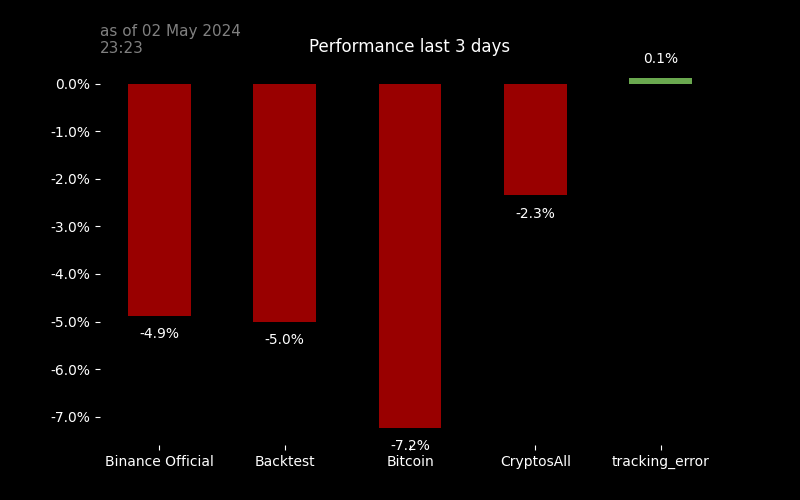 as of 02 May 2024
23:23
Performance last 3 days
0.1%
0.0%
-1.0%
-2.0%
-2.3%
-3.0%
-4.0%
-5.0%
-4.9%
-5.0%
-6.0%
-7.0%
-7.2%
Binance Official
Backtest
Bitcoin
CryptosAll
tracking_error